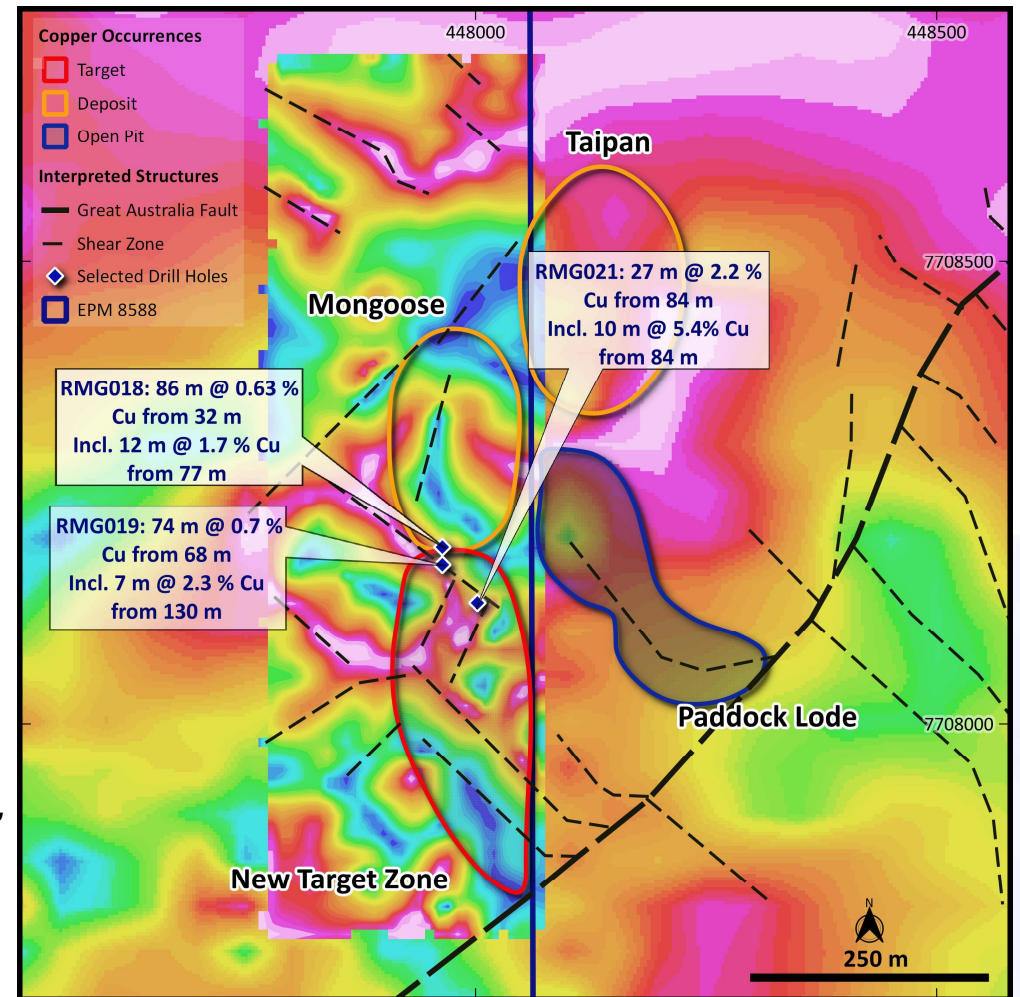 448000
448500
Copper Occurrences
Target
Deposit
Open Pit
Interpreted Structures
Great Australia Fault
Shear Zone
Selected Drill Holes
EPM 8588
Taipan
7708500
RMG021: 27 m @ 2.2 %
Cu from 84 m
Incl. 10 m @ 5.4% Cu
from 84 m
Mongoose
RMG018: 86 m @ 0.63 %
Cu from 32 m
Incl. 12 m @ 1.7 % Cu
from 77 m
RMG019: 74 m @ 0.7 %
Cu from 68 m
Incl. 7 m @ 2.3 % Cu
from 130 m
Paddock Lode
7708000
New Target Zone
N
250 m